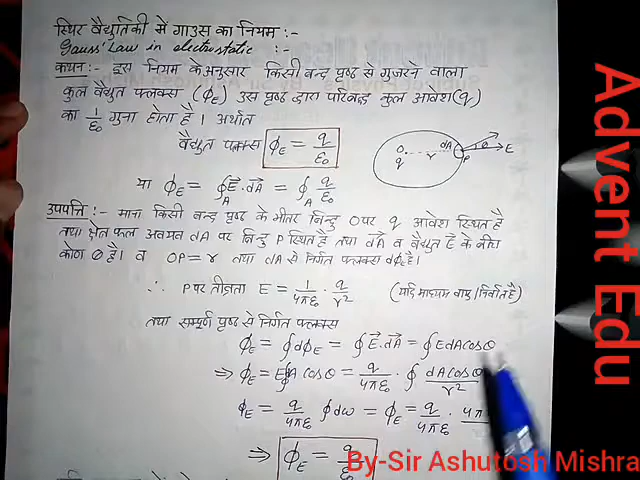 स्थिर वैद्युतिकी में गाउस का नियम :-
Gauss' Law in electrostatic :-
कथन:- इस नियम के अनुसार किसी बन्द पृष्ठ से गुजरने वाला
कुल वैद्युत फ्लक्स (ϕE) उस पृष्ठ द्वारा परिबद्ध कुल आवेश (q)
का 1/ε₀ गुना होता है । अर्थात
वैद्युत फ्लक्स ϕE = q/ε₀
O q r dA P θ E
या ϕE = ∮A E⃗.dA⃗ = ∮A q/ε₀
उपपत्ति:- माना किसी बन्द पृष्ठ के भीतर बिन्दु O पर q आवेश स्थित है
तथा क्षेत्रफल अवयव dA पर बिन्दु P स्थित है तथा dA⃗ व वैद्युत E⃗ के बीच
कोण θ है। व OP = r तथा dA से निर्गत फ्लक्स dϕE है।
∴ P पर तीव्रता E = 1/4πε₀ . q/r² (यदि माध्यम वायु/निर्वात है)
तथा सम्पूर्ण पृष्ठ से निर्गत फ्लक्स
ϕE = ∮dϕE = ∮E⃗.dA⃗ = ∮EdAcosθ
⇒ ϕE = E∮dA cosθ = q/4πε₀ . ∮ dAcosθ/r²
ϕE = q/4πε₀ ∮dω = ϕE = q/4πε₀ . 4π
⇒ ϕE = q/ε₀
By-Sir Ashutosh Mishra
Advent Edu